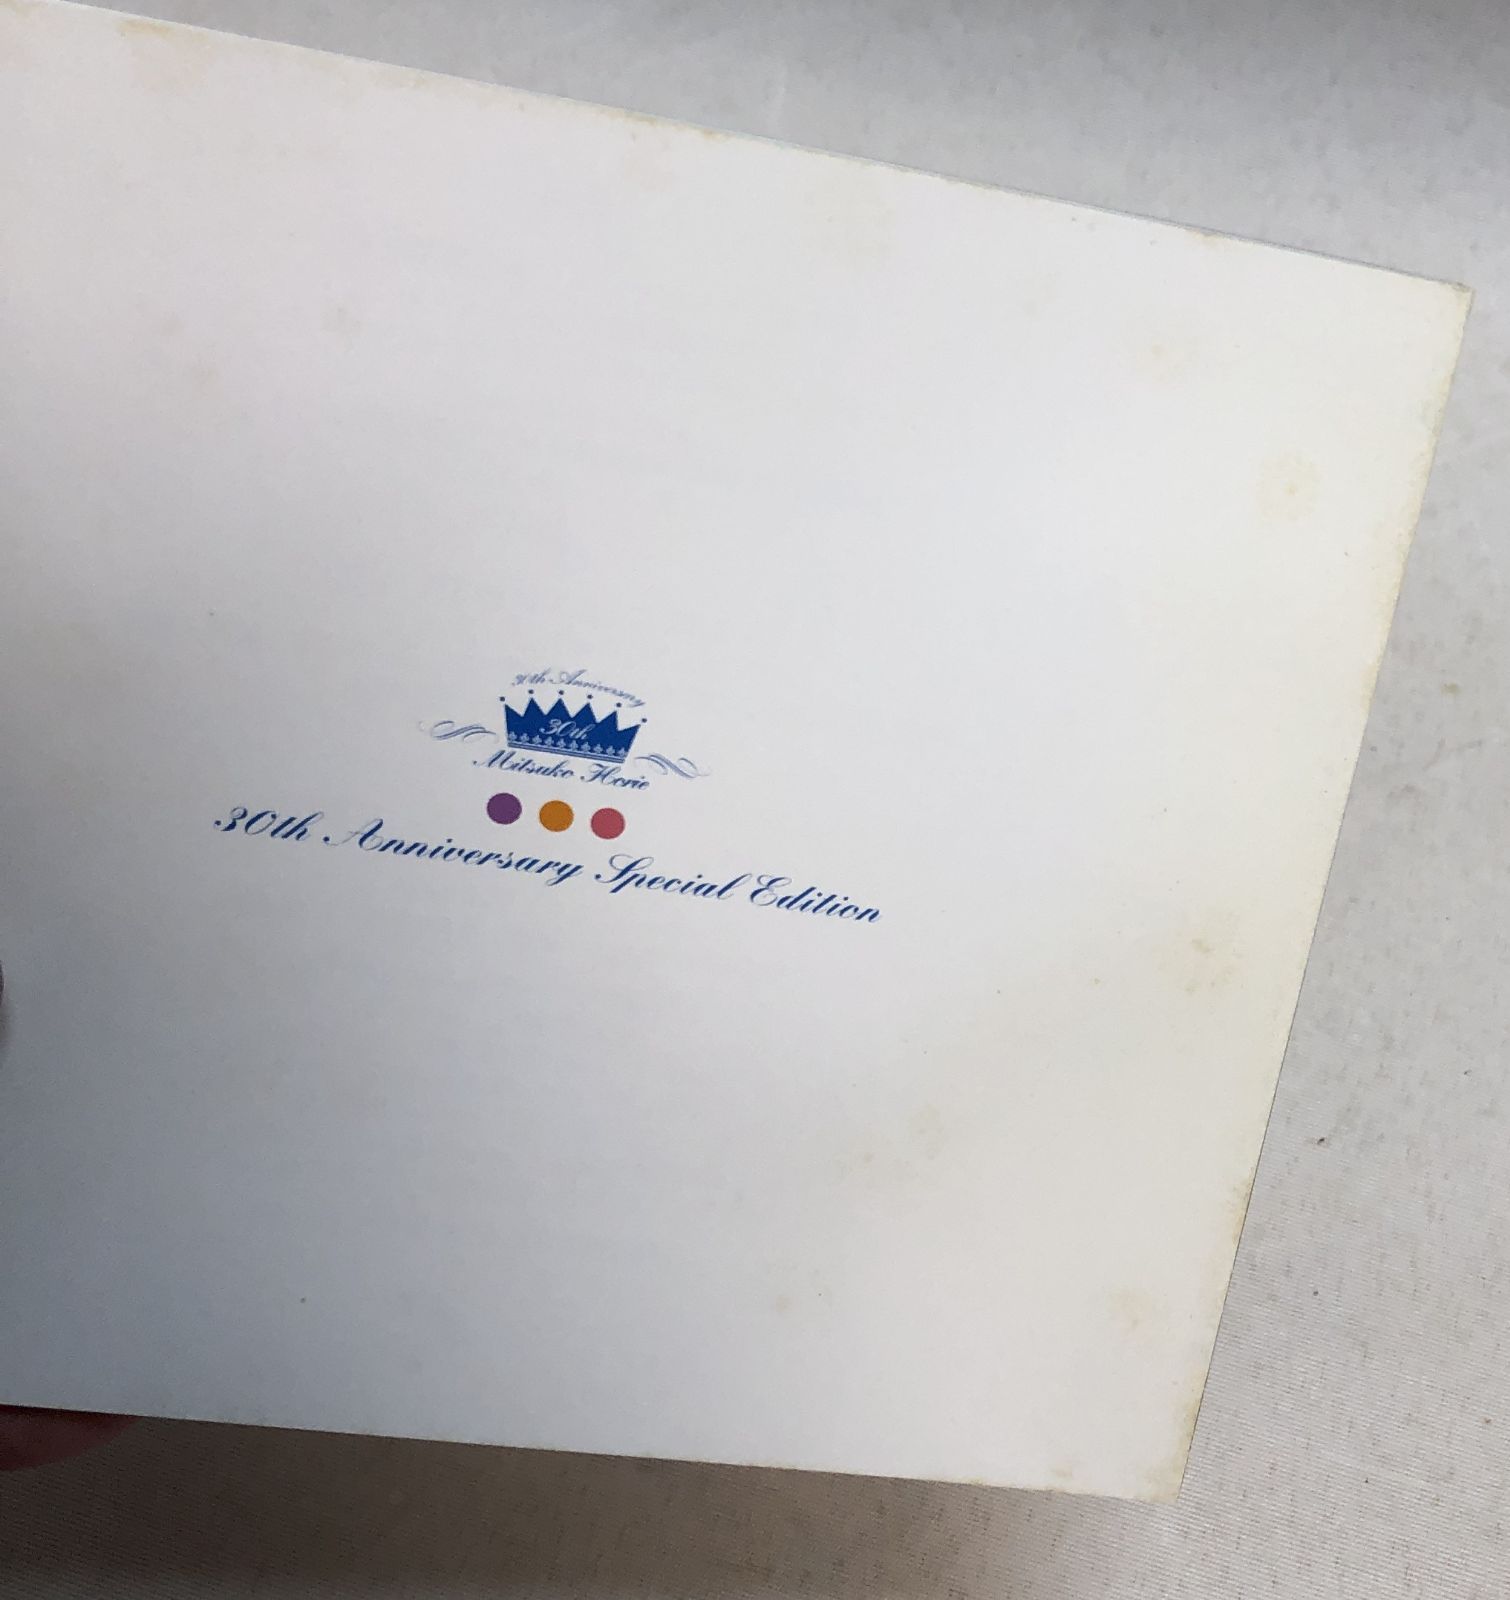 30th Anniversary
30th
Mitsuko Horie
30th Anniversary Special Edition